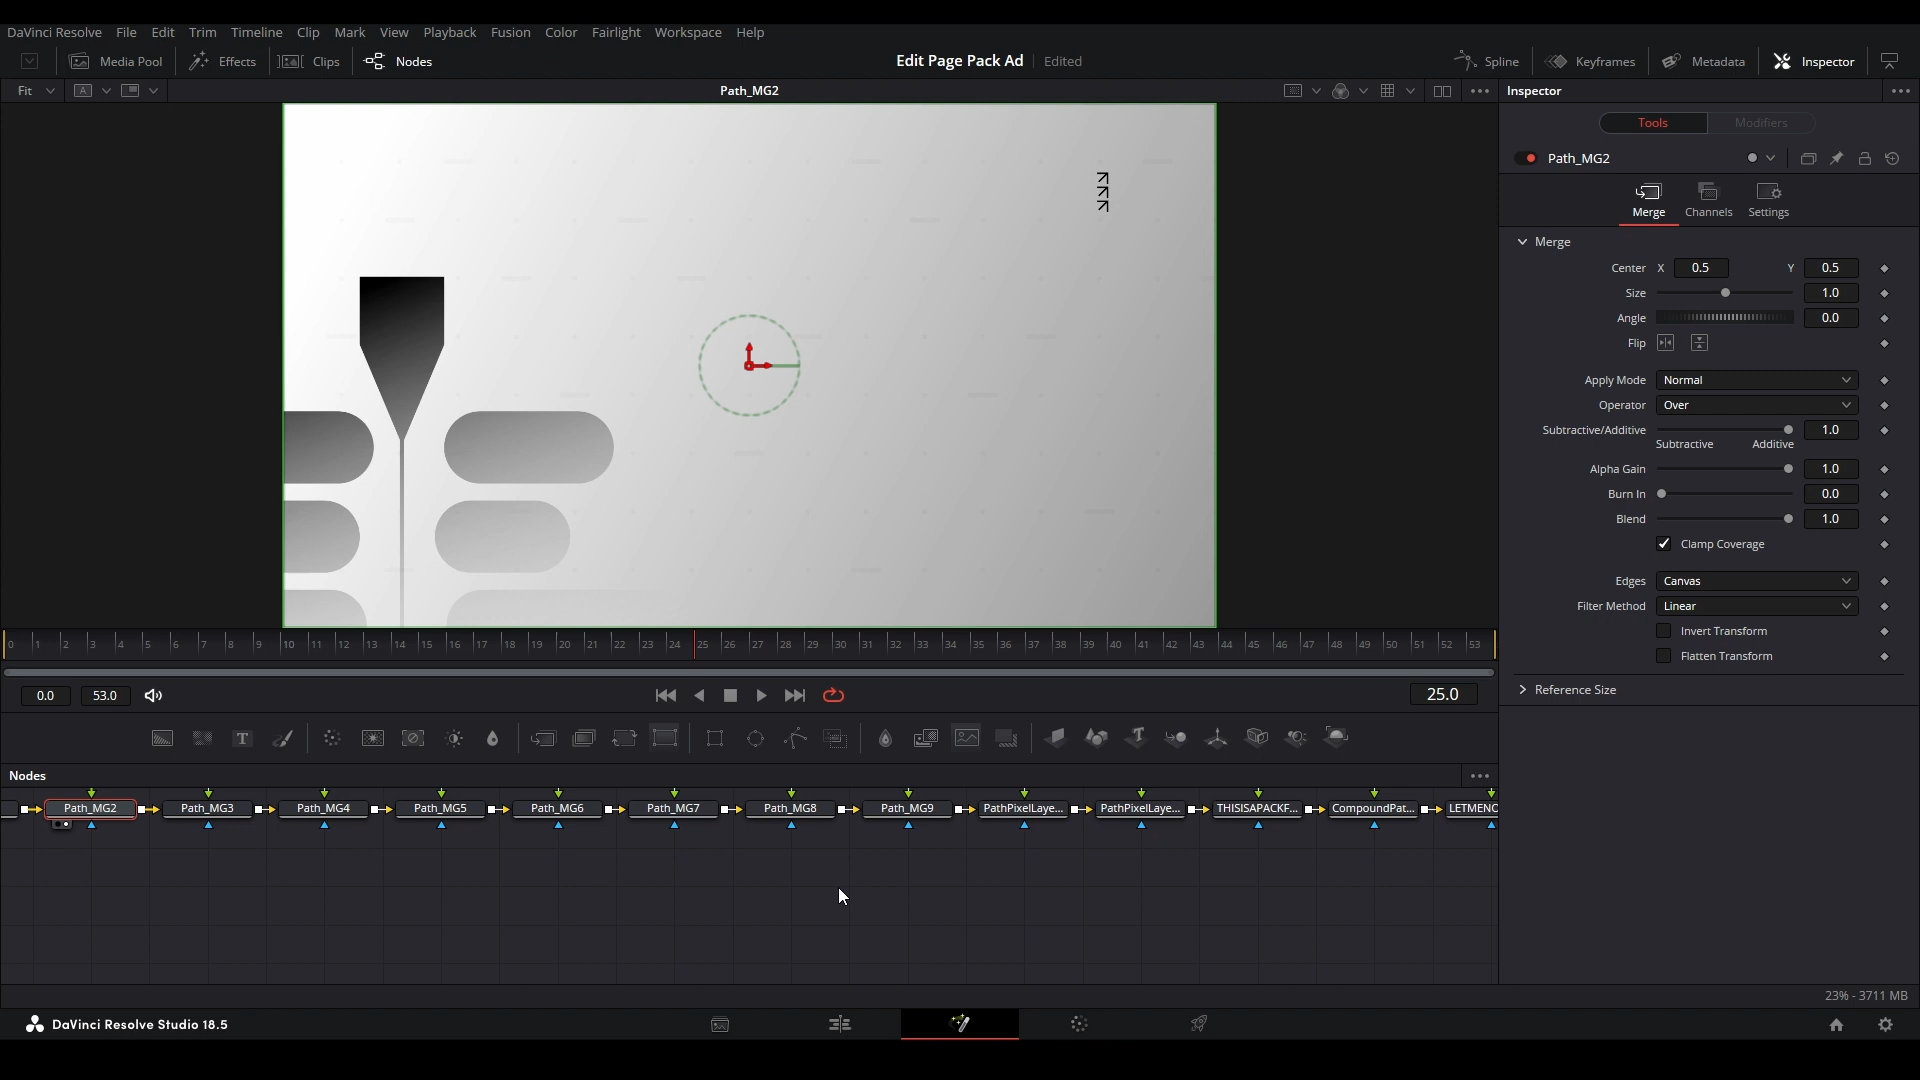 DaVinci Resolve File Edit Trim Timeline Clip Mark View Playback Fusion Color Fairlight Workspace Help
Media Pool Effects Clips Nodes Edit Page Pack Ad Edited Spline Keyframes Metadata Inspector
Fit A Path_MG2 Inspector
Tools Modifiers
Path_MG2
Merge Channels Settings
Merge
Center X 0.5 Y 0.5
Size 1.0
Angle 0.0
Flip
Apply Mode Normal
Operator Over
Subtractive/Additive 1.0
Subtractive Additive
Alpha Gain 1.0
Burn In 0.0
Blend 1.0
Clamp Coverage
Edges Canvas
Filter Method Linear
Invert Transform
Flatten Transform
Reference Size
0 1 2 3 4 5 6 7 8 9 10 11 12 13 14 15 16 17 18 19 20 21 22 23 24 25 26 27 28 29 30 31 32 33 34 35 36 37 38 39 40 41 42 43 44 45 46 47 48 49 50 51 52 53
0.0 53.0 25.0
T T
Nodes
Path_MG2 Path_MG3 Path_MG4 Path_MG5 Path_MG6 Path_MG7 Path_MG8 Path_MG9 PathPixelLaye... PathPixelLaye... THISISAPACKF... CompoundPat... LETMENC
23% - 3711 MB
DaVinci Resolve Studio 18.5